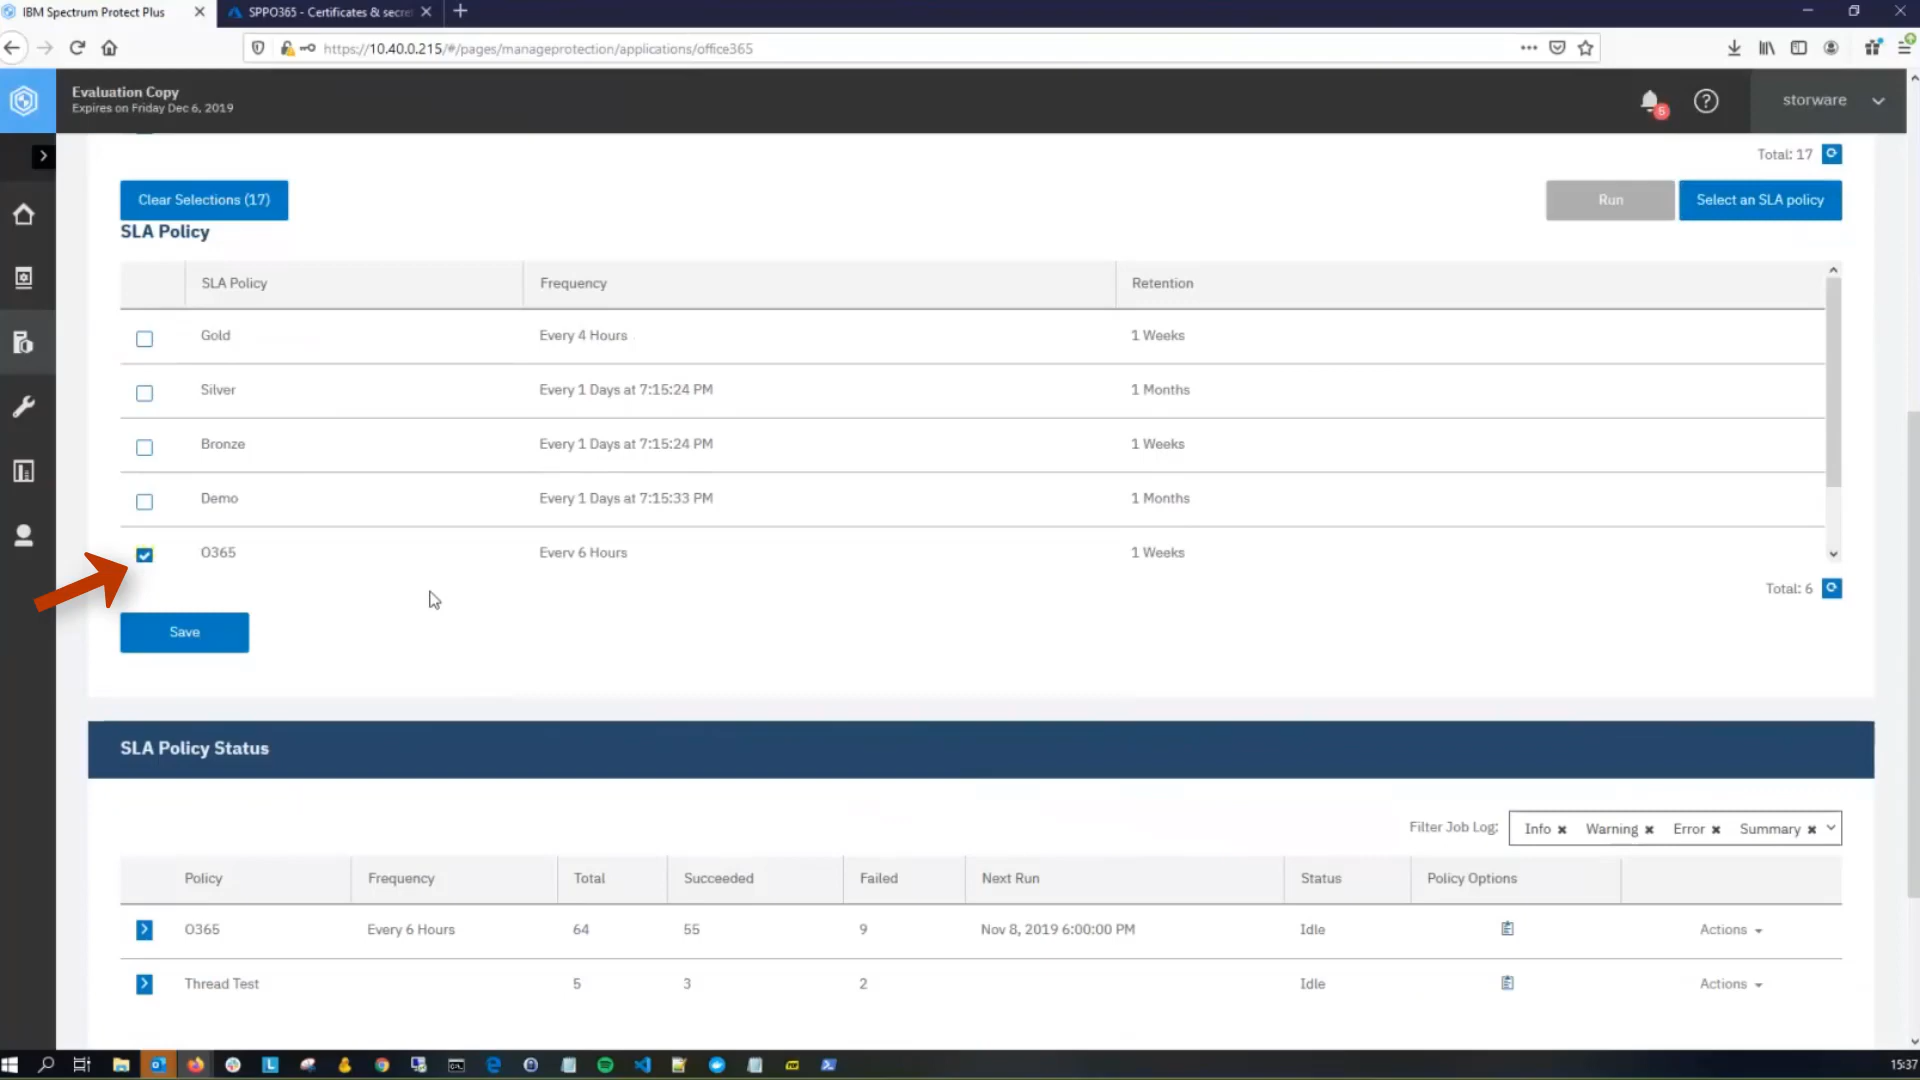 IBM Spectrum Protect Plus
SPPO365 - Certificates & secre
https://10.40.0.215/#/pages/manageprotection/applications/office365
Evaluation Copy
Expires on Friday Dec 6, 2019
storware
Total: 17
Clear Selections (17)
Run
Select an SLA policy
SLA Policy
SLA Policy Frequency Retention
Gold Every 4 Hours 1 Weeks
Silver Every 1 Days at 7:15:24 PM 1 Months
Bronze Every 1 Days at 7:15:24 PM 1 Weeks
Demo Every 1 Days at 7:15:33 PM 1 Months
O365 Every 6 Hours 1 Weeks
Total: 6
Save
SLA Policy Status
Filter Job Log: Info Warning Error Summary
Policy Frequency Total Succeeded Failed Next Run Status Policy Options
O365 Every 6 Hours 64 55 9 Nov 8, 2019 6:00:00 PM Idle Actions
Thread Test 5 3 2 Idle Actions
15:37